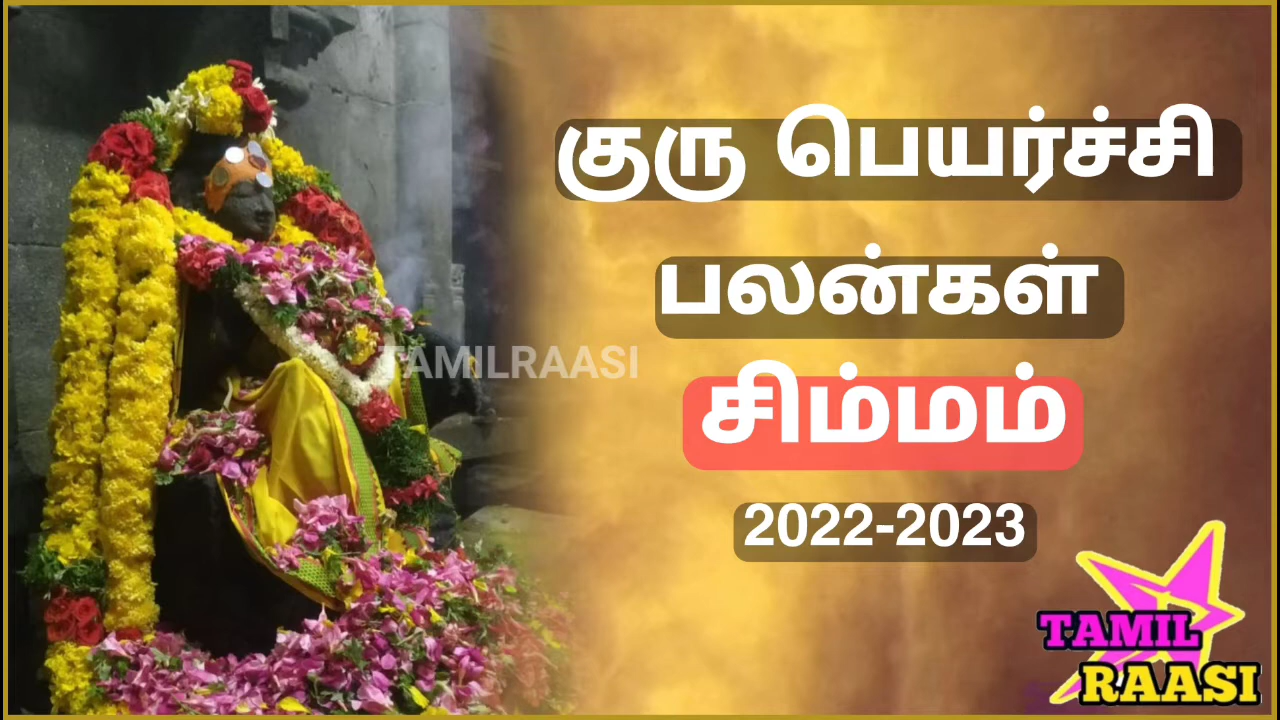 குரு பெயர்ச்சி
பலன்கள்
TAMILRAASI
சிம்மம்
2022-2023
TAMIL
RAASI